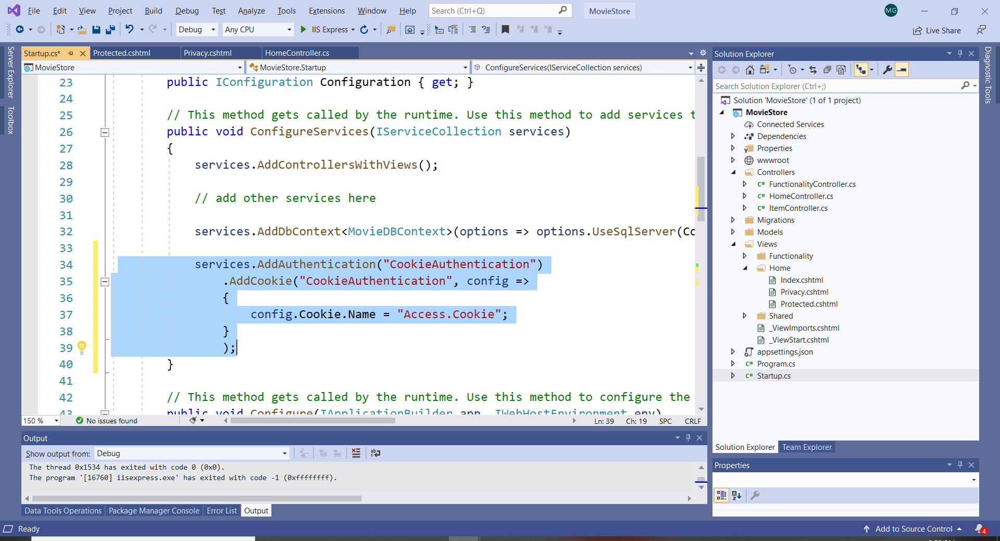 File Edit View Project Build Debug Test Analyze Tools Extensions Window Help Search (Ctrl+Q) MovieStore MG
Debug Any CPU IIS Express Live Share
Server Explorer
Toolbox
Startup.cs* Protected.cshtml Privacy.cshtml HomeController.cs
MovieStore MovieStore.Startup ConfigureServices(IServiceCollection services)
23 public IConfiguration Configuration { get; }
24
25 // This method gets called by the runtime. Use this method to add services t
26 public void ConfigureServices(IServiceCollection services)
27 {
28 services.AddControllersWithViews();
29
30 // add other services here
31
32 services.AddDbContext<MovieDBContext>(options => options.UseSqlServer(Co
33
34 services.AddAuthentication("CookieAuthentication")
35 .AddCookie("CookieAuthentication", config =>
36 {
37 config.Cookie.Name = "Access.Cookie";
38 }
39 );
40 }
41
42 // This method gets called by the runtime. Use this method to configure the
43 public void Configure(IApplicationBuilder app, IWebHostEnvironment env)
150 % No issues found Ln: 39 Ch: 19 SPC CRLF
Output
Show output from: Debug
The thread 0x1534 has exited with code 0 (0x0).
The program '[16760] iisexpress.exe' has exited with code -1 (0xffffffff).
Data Tools Operations Package Manager Console Error List Output
Solution Explorer
Search Solution Explorer (Ctrl+;)
Solution 'MovieStore' (1 of 1 project)
MovieStore
Connected Services
Dependencies
Properties
wwwroot
Controllers
C# FunctionalityController.cs
C# HomeController.cs
C# ItemController.cs
Migrations
Models
Views
Functionality
Home
Index.cshtml
Privacy.cshtml
Protected.cshtml
Shared
_ViewImports.cshtml
_ViewStart.cshtml
appsettings.json
C# Program.cs
C# Startup.cs
Solution Explorer Team Explorer
Properties
Diagnostic Tools
Ready Add to Source Control 4